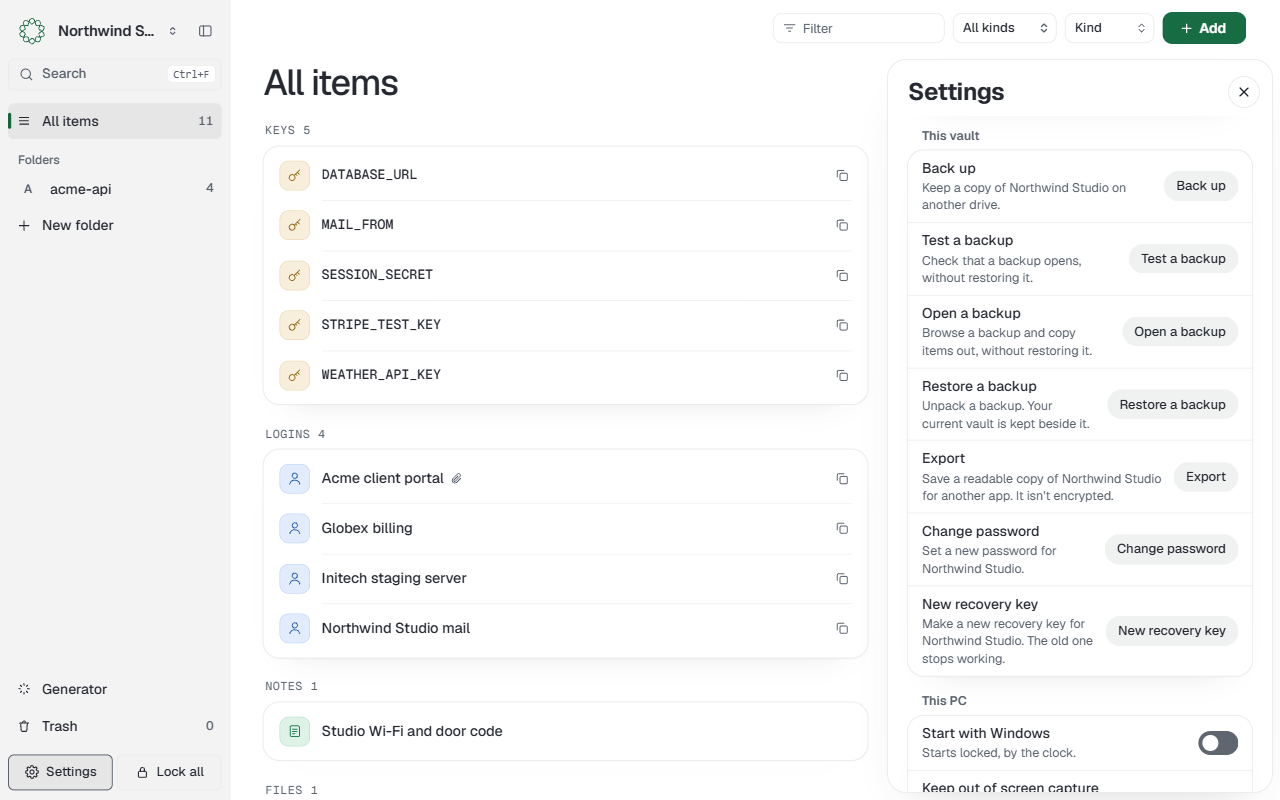 Northwind S...
Search
Ctrl+F
All items
11
Folders
A
acme-api
4
New folder
Generator
Trash
0
Settings
Lock all
Filter
All kinds
Kind
Add
All items
KEYS 5
DATABASE_URL
MAIL_FROM
SESSION_SECRET
STRIPE_TEST_KEY
WEATHER_API_KEY
LOGINS 4
Acme client portal
Globex billing
Initech staging server
Northwind Studio mail
NOTES 1
Studio Wi-Fi and door code
FILES 1
Settings
This vault
Back up
Keep a copy of Northwind Studio on
another drive.
Back up
Test a backup
Check that a backup opens,
without restoring it.
Test a backup
Open a backup
Browse a backup and copy
items out, without restoring it.
Open a backup
Restore a backup
Unpack a backup. Your
current vault is kept beside it.
Restore a backup
Export
Save a readable copy of Northwind Studio
for another app. It isn't encrypted.
Export
Change password
Set a new password for
Northwind Studio.
Change password
New recovery key
Make a new recovery key for
Northwind Studio. The old one
stops working.
New recovery key
This PC
Start with Windows
Starts locked, by the clock.
Keep out of screen capture